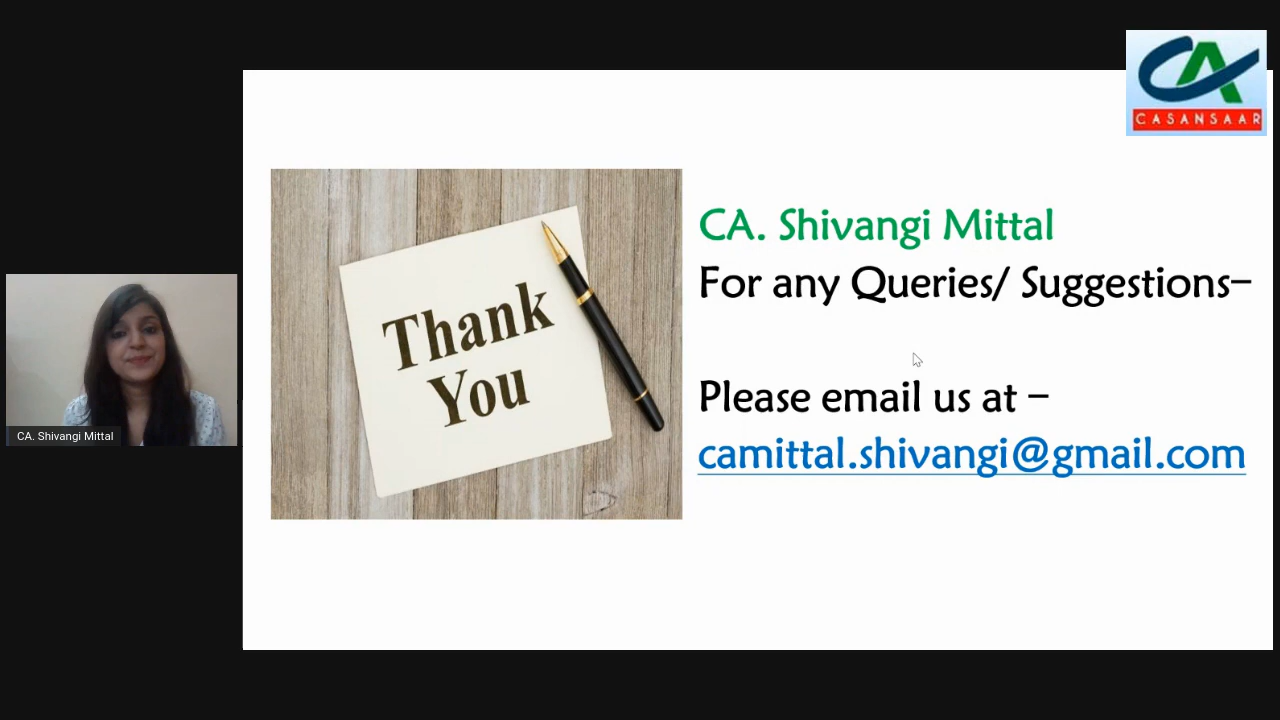 CA
CASANSAAR
Thank
You
CA. Shivangi Mittal
For any Queries/ Suggestions–
Please email us at –
camittal.shivangi@gmail.com
CA. Shivangi Mittal